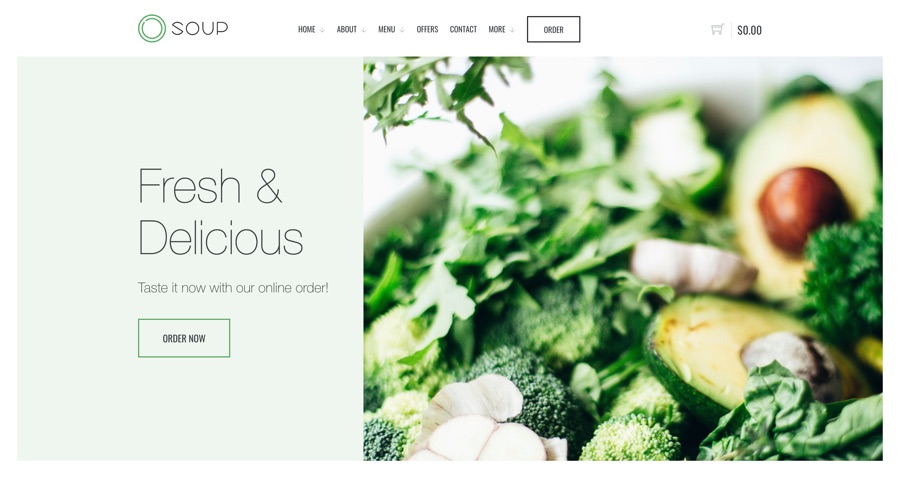 SOUP
HOME ABOUT MENU OFFERS CONTACT MORE ORDER
$0.00
Fresh &
Delicious
Taste it now with our online order!
ORDER NOW